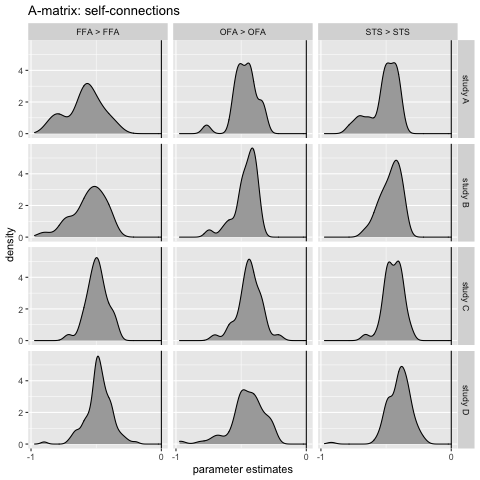 A-matrix: self-connections
FFA > FFA
OFA > OFA
STS > STS
density
4
2
0
study A
4
2
0
study B
4
2
0
study C
4
2
0
study D
-1
0
-1
0
-1
0
parameter estimates